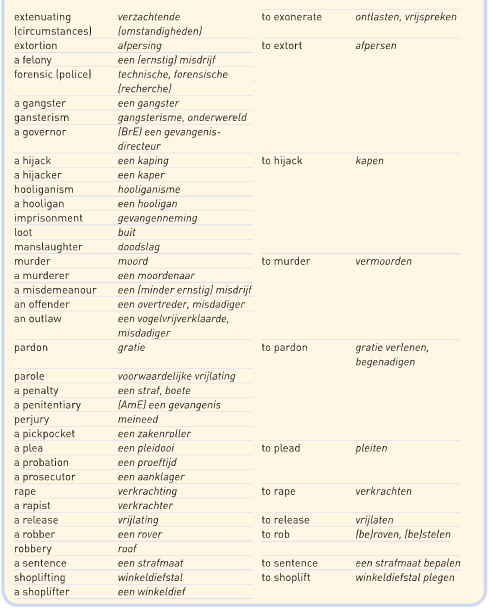 extenuating verzachtende to exonerate ontlasten, vrijspreken
(circumstances) (omstandigheden)
extortion afpersing to extort afpersen
a felony een (ernstig) misdrijf
forensic (police) technische, forensische
(recherche)
a gangster een gangster
gansterism gangsterisme, onderwereld
a governor (BrE) een gevangenis-
directeur
a hijack een kaping to hijack kapen
a hijacker een kaper
hooliganism hooliganisme
a hooligan een hooligan
imprisonment gevangenneming
loot buit
manslaughter doodslag
murder moord to murder vermoorden
a murderer een moordenaar
a misdemeanour een (minder ernstig) misdrijf
an offender een overtreder, misdadiger
an outlaw een vogelvrijverklaarde,
misdadiger
pardon gratie to pardon gratie verlenen,
begenadigen
parole voorwaardelijke vrijlating
a penalty een straf, boete
a penitentiary (AmE) een gevangenis
perjury meineed
a pickpocket een zakenroller
a plea een pleidooi to plead pleiten
a probation een proeftijd
a prosecutor een aanklager
rape verkrachting to rape verkrachten
a rapist verkrachter
a release vrijlating to release vrijlaten
a robber een rover to rob (be)roven, (be)stelen
robbery roof
a sentence een strafmaat to sentence een strafmaat bepalen
shoplifting winkeldiefstal to shoplift winkeldiefstal plegen
a shoplifter een winkeldief